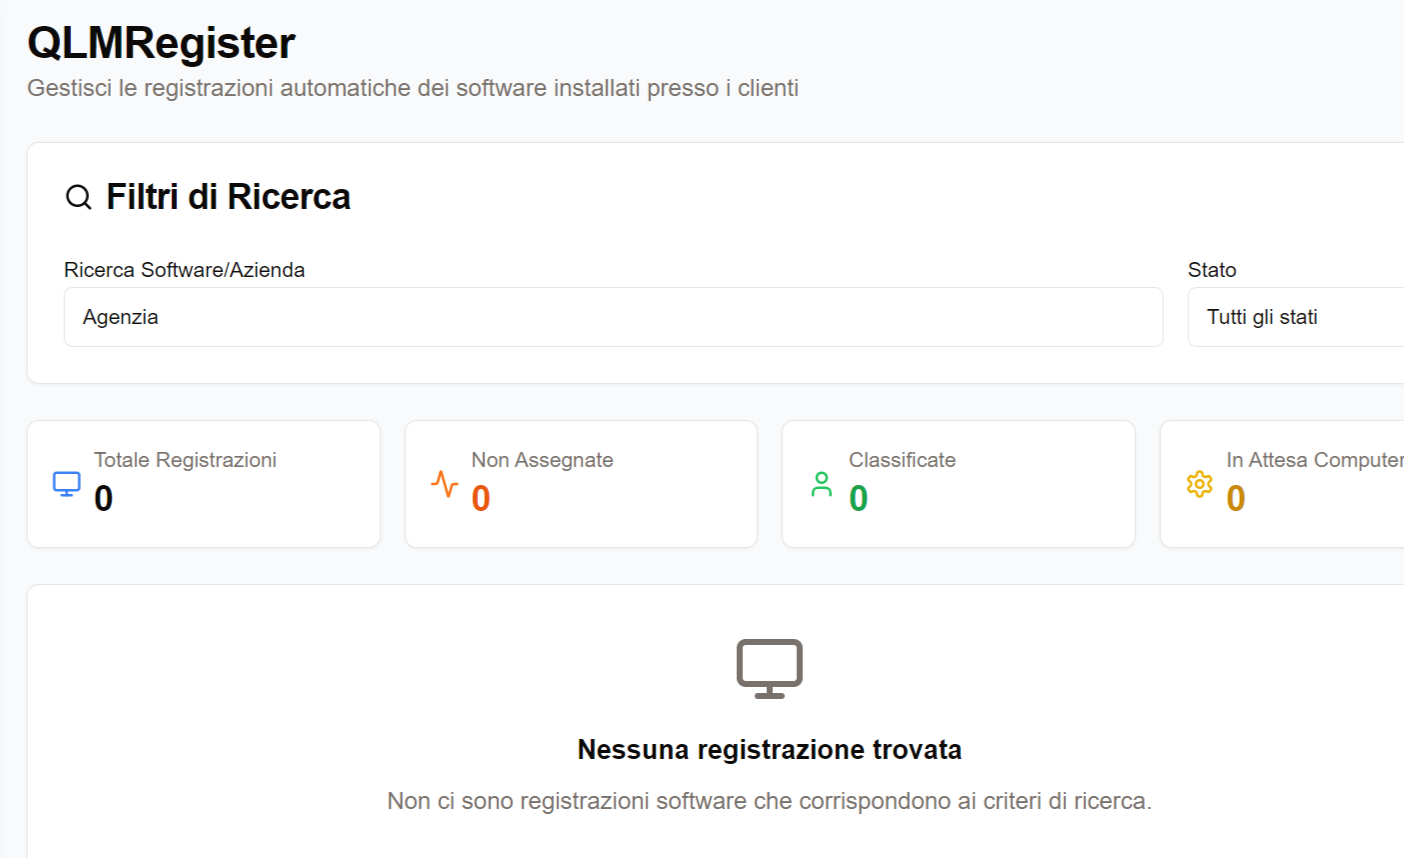 QLMRegister
Gestisci le registrazioni automatiche dei software installati presso i clienti
Filtri di Ricerca
Ricerca Software/Azienda
Stato
Agenzia
Tutti gli stati
Totale Registrazioni
0
Non Assegnate
0
Classificate
0
In Attesa Computer
0
Nessuna registrazione trovata
Non ci sono registrazioni software che corrispondono ai criteri di ricerca.